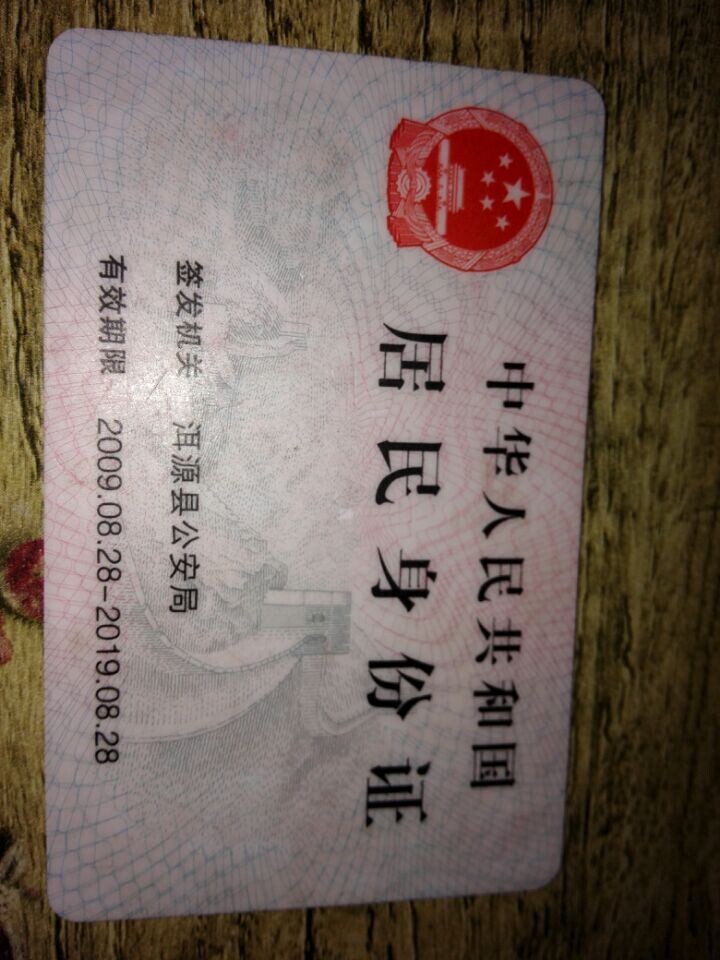 中华人民共和国
居民身份证
签发机关 洱源县公安局
有效期限 2009.08.28-2019.08.28